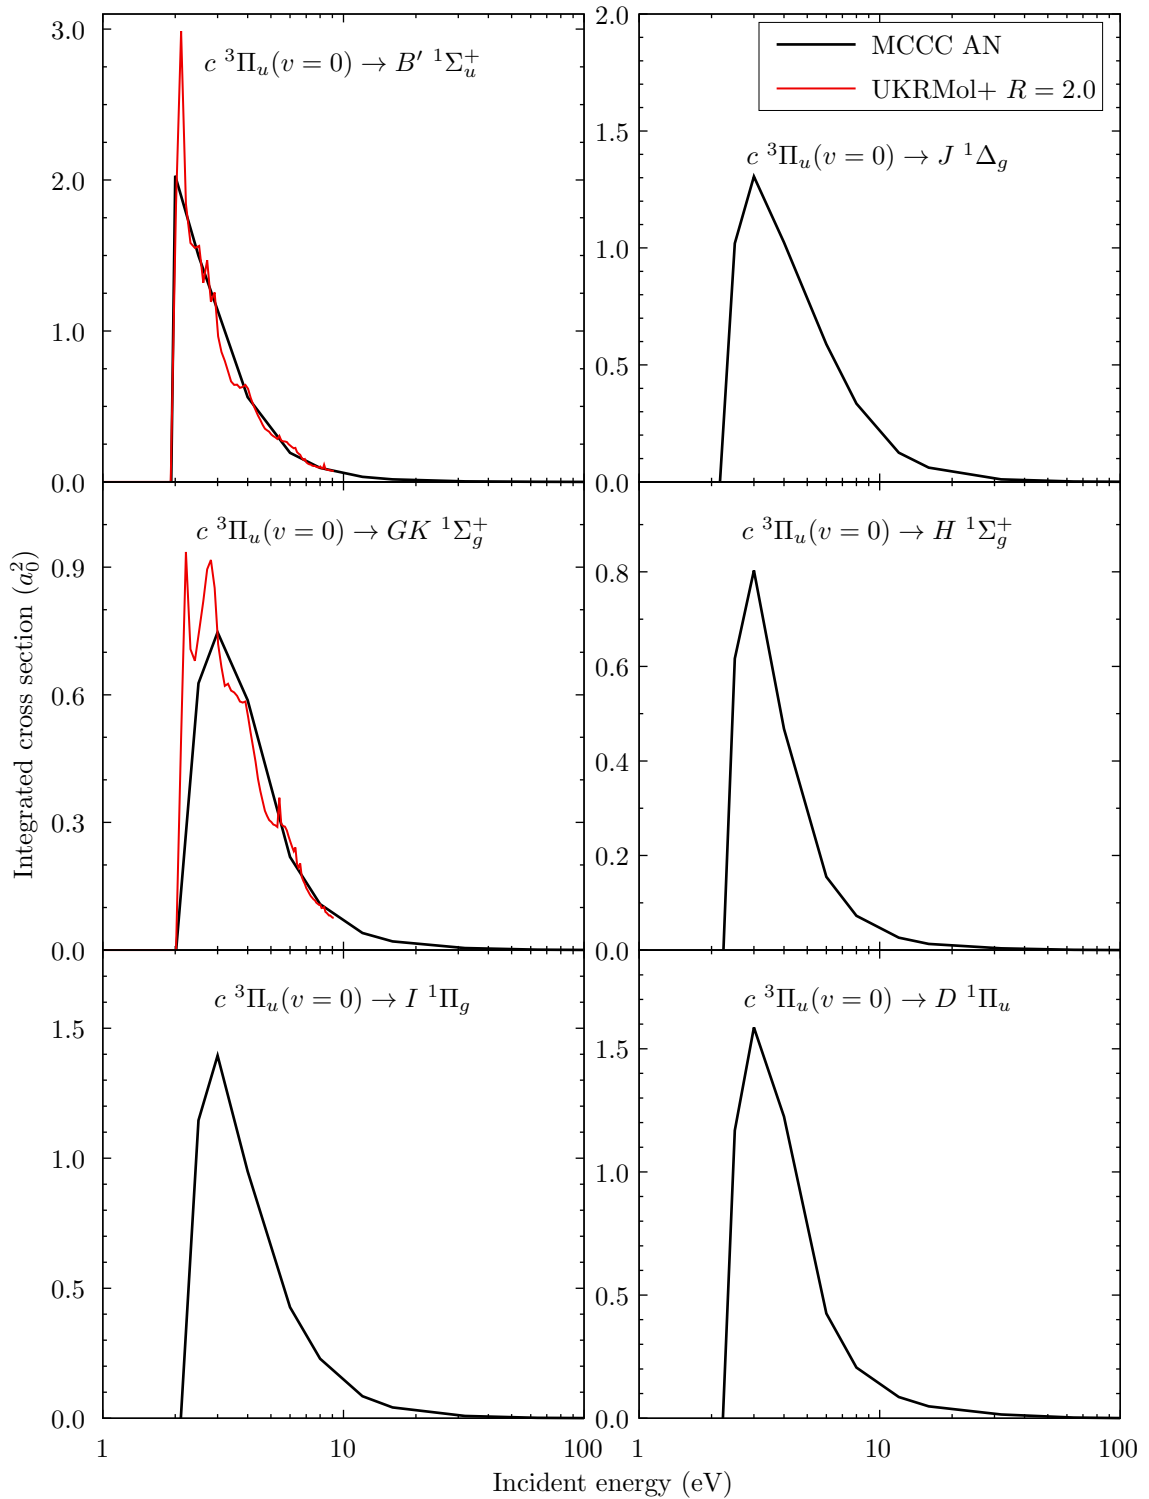 3.0
2.0
1.0
0.0
c ³Πᵤ(v = 0) → B′ ¹Σᵤ⁺
2.0
1.5
1.0
0.5
0.0
MCCC AN
UKRMol+ R = 2.0
c ³Πᵤ(v = 0) → J ¹Δg
Integrated cross section (a₀²)
0.9
0.6
0.3
0.0
c ³Πᵤ(v = 0) → GK ¹Σg⁺
0.8
0.6
0.4
0.2
0.0
c ³Πᵤ(v = 0) → H ¹Σg⁺
1.5
1.0
0.5
0.0
c ³Πᵤ(v = 0) → I ¹Πg
1.5
1.0
0.5
0.0
c ³Πᵤ(v = 0) → D ¹Πᵤ
1 10 100
1 10 100
Incident energy (eV)